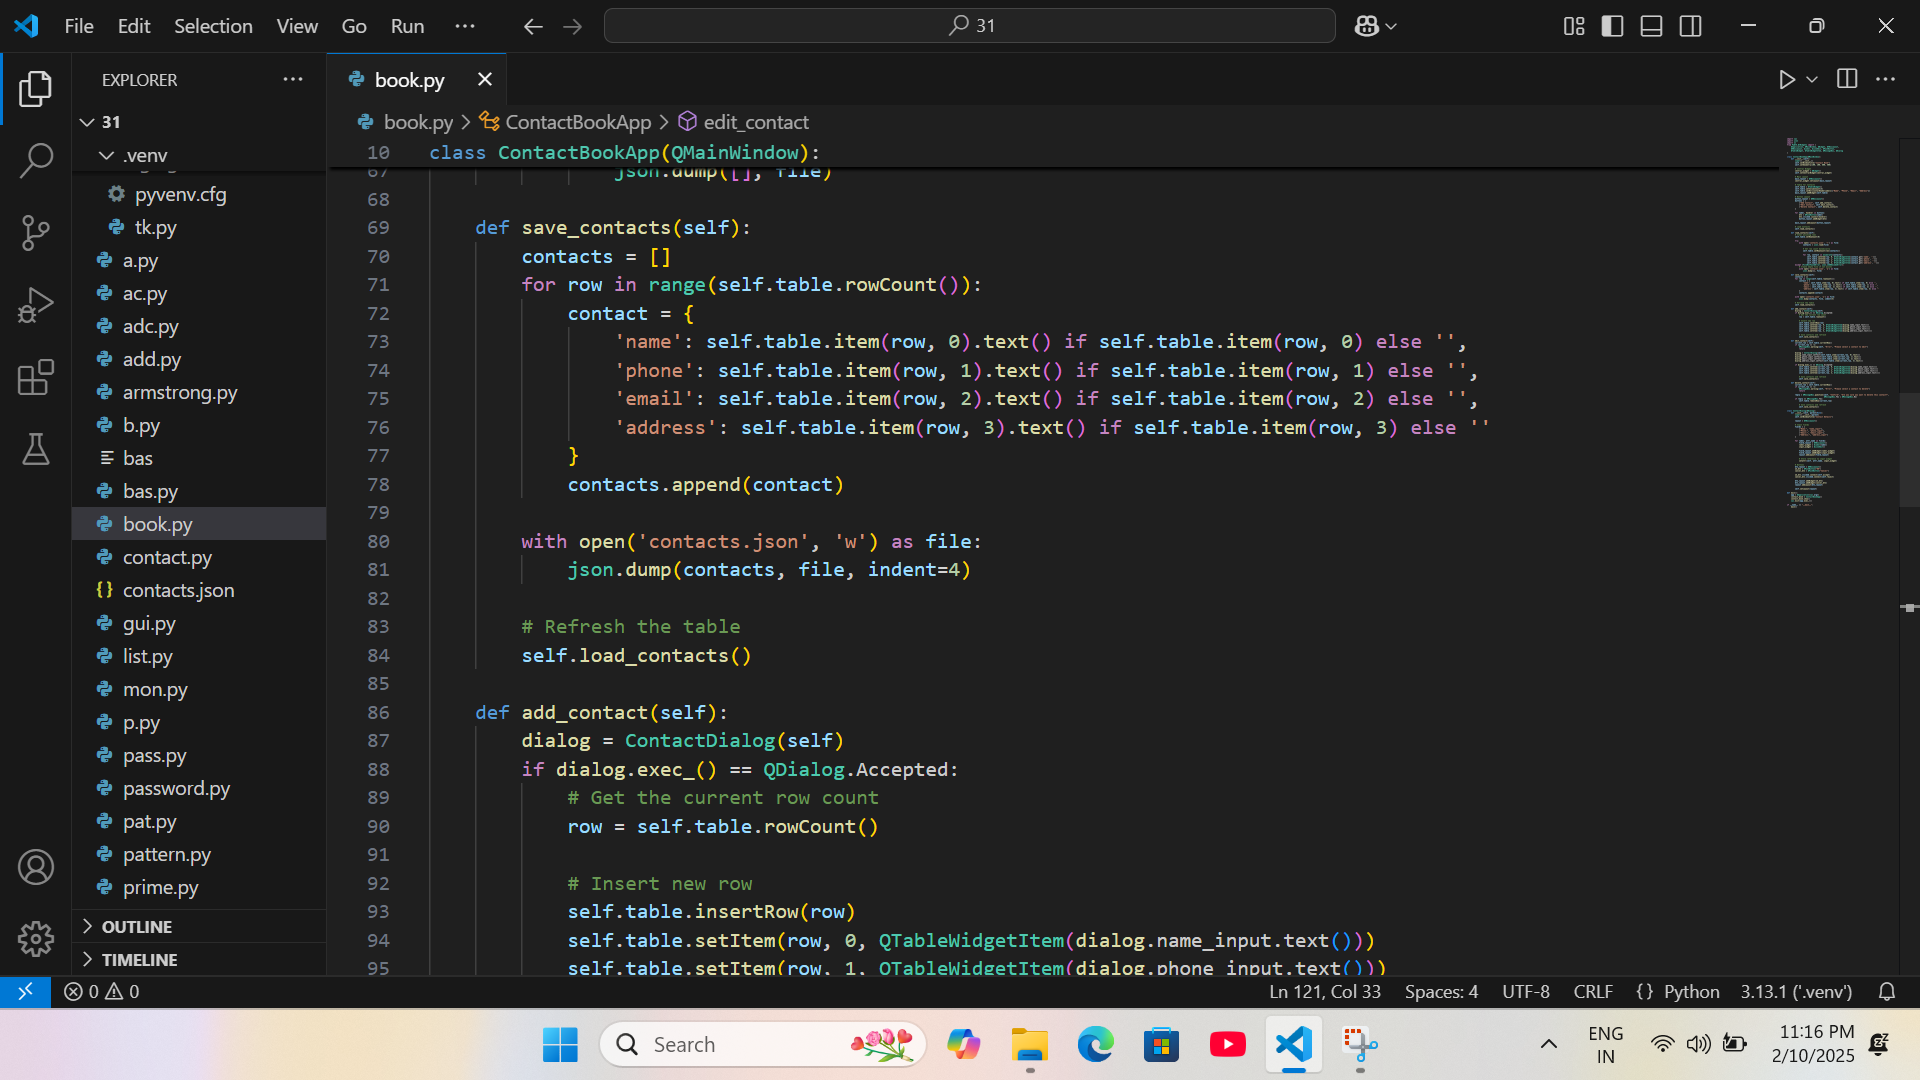 File Edit Selection View Go Run ···
31
EXPLORER
31
.venv
pyvenv.cfg
tk.py
a.py
ac.py
adc.py
add.py
armstrong.py
b.py
bas
bas.py
book.py
contact.py
contacts.json
gui.py
list.py
mon.py
p.py
pass.py
password.py
pat.py
pattern.py
prime.py
OUTLINE
TIMELINE
book.py
book.py > ContactBookApp > edit_contact
10 class ContactBookApp(QMainWindow):
67 json.dump([], file)
68
69 def save_contacts(self):
70 contacts = []
71 for row in range(self.table.rowCount()):
72 contact = {
73 'name': self.table.item(row, 0).text() if self.table.item(row, 0) else '',
74 'phone': self.table.item(row, 1).text() if self.table.item(row, 1) else '',
75 'email': self.table.item(row, 2).text() if self.table.item(row, 2) else '',
76 'address': self.table.item(row, 3).text() if self.table.item(row, 3) else ''
77 }
78 contacts.append(contact)
79
80 with open('contacts.json', 'w') as file:
81 json.dump(contacts, file, indent=4)
82
83 # Refresh the table
84 self.load_contacts()
85
86 def add_contact(self):
87 dialog = ContactDialog(self)
88 if dialog.exec_() == QDialog.Accepted:
89 # Get the current row count
90 row = self.table.rowCount()
91
92 # Insert new row
93 self.table.insertRow(row)
94 self.table.setItem(row, 0, QTableWidgetItem(dialog.name_input.text()))
95 self.table.setItem(row, 1, QTableWidgetItem(dialog.phone_input.text()))
0 0
Ln 121, Col 33 Spaces: 4 UTF-8 CRLF {} Python 3.13.1 ('.venv')
Search
ENG
IN
11:16 PM
2/10/2025